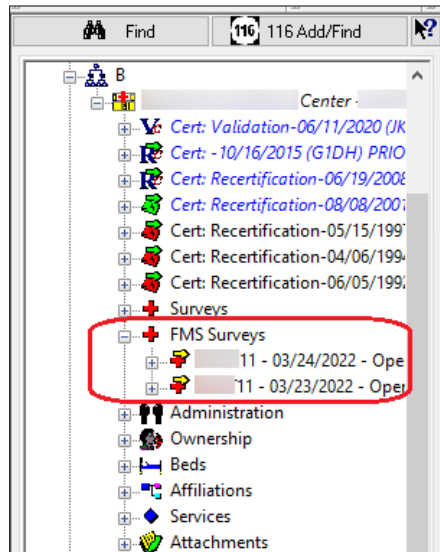 Find
116 116 Add/Find
B
Center -
Cert: Validation-06/11/2020 (JK
Cert: -10/16/2015 (G1DH) PRIO
Cert: Recertification-06/19/2008
Cert: Recertification-08/08/2001
Cert: Recertification-05/15/1997
Cert: Recertification-04/06/1994
Cert: Recertification-06/05/1992
Surveys
FMS Surveys
11 - 03/24/2022 - Ope
11 - 03/23/2022 - Oper
Administration
Ownership
Beds
Affiliations
Services
Attachments